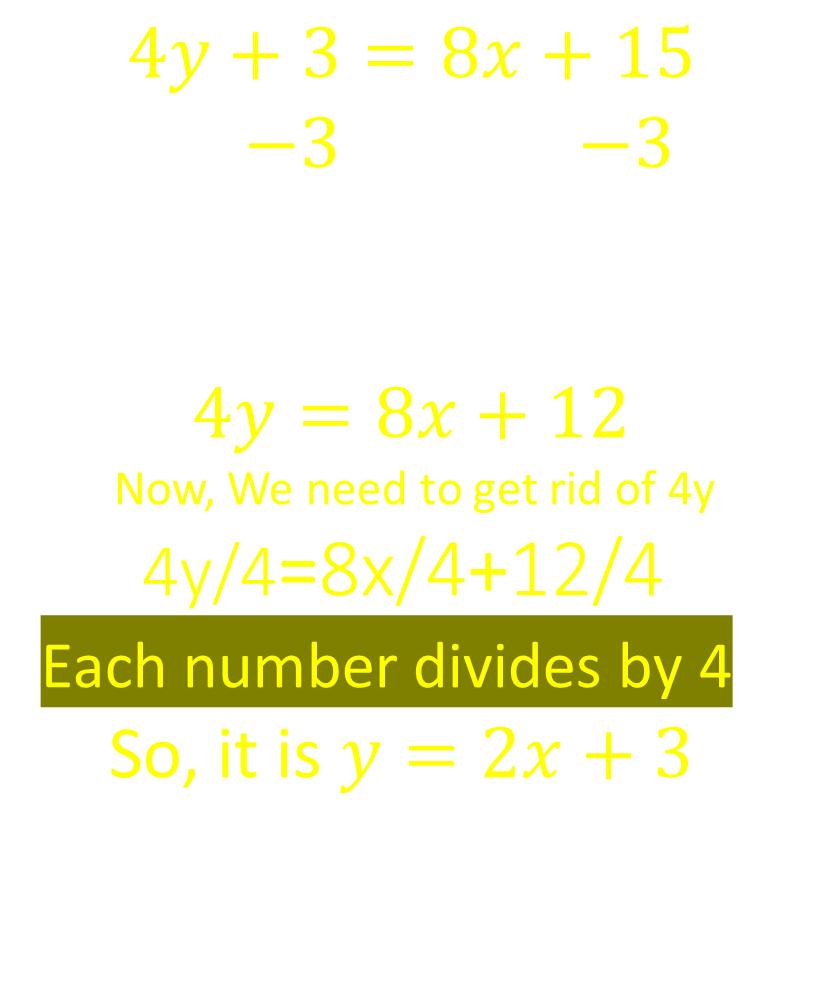 4y + 3 = 8x + 15
−3 −3
4y = 8x + 12
Now, We need to get rid of 4y
4y/4=8x/4+12/4
Each number divides by 4
So, it is y = 2x + 3